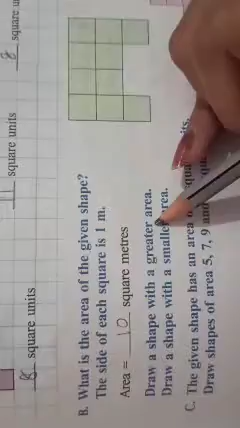 8 square units
11 square units
8 square u
B. What is the area of the given shape?
The side of each square is 1 m.
Area = 10 square metres
Draw a shape with a greater area.
Draw a shape with a smaller area.
C. The given shape has an area
Draw shapes of area 5, 7, 9 and